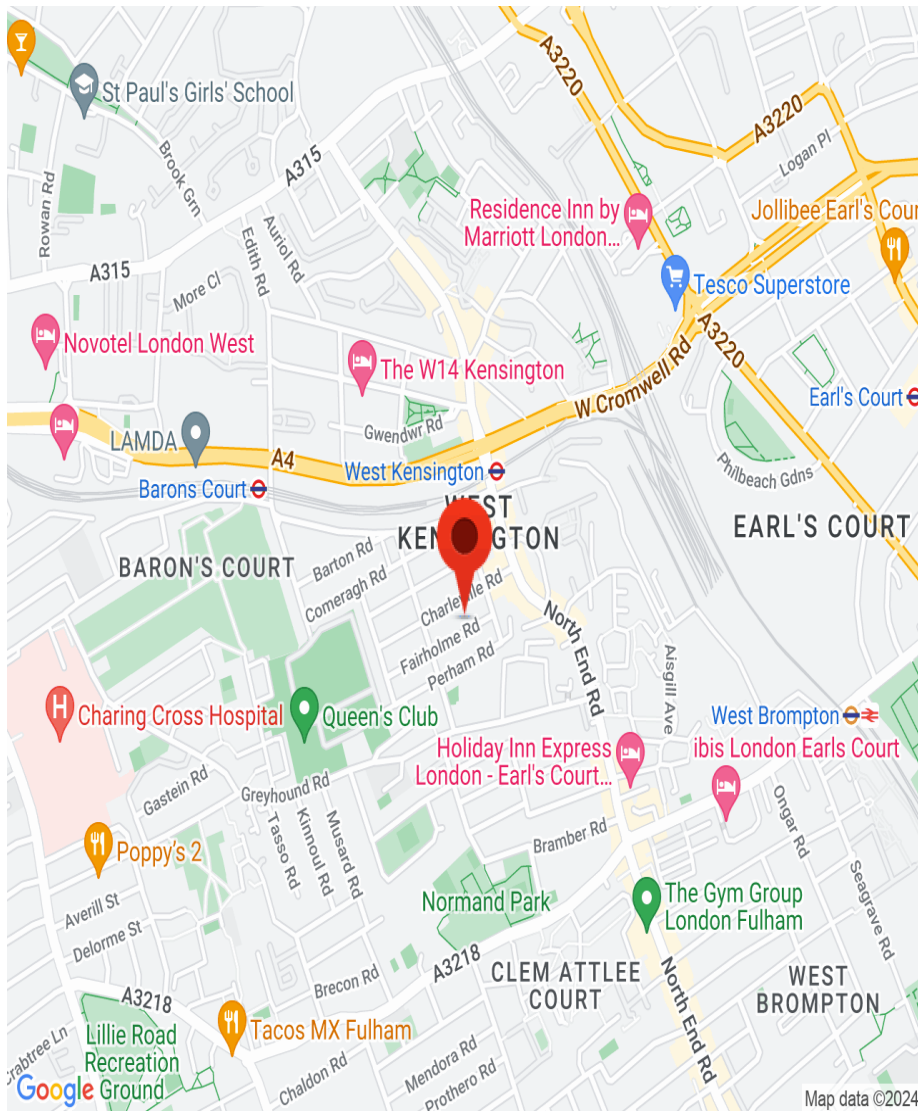 A3220
St Paul's Girls' School
A3220
Logan Pl
Brook Grn
A315
Rowan Rd
Residence Inn by
Marriott London...
Jollibee Earl's Cour
Auriol Rd
Edith Rd
A315
More Cl
Tesco Superstore
A3220
Novotel London West
The W14 Kensington
W Cromwell Rd
Earl's Court
Gwendwr Rd
LAMDA
A4
West Kensington
Philbeach Gdns
Barons Court
WEST
KEN GTON
EARL'S COURT
BARON'S COURT
Barton Rd
Comeragh Rd
Charleville Rd
North End Rd
Fairholme Rd
Perham Rd
Aisgill Ave
Charing Cross Hospital
Queen's Club
West Brompton
Holiday Inn Express
London - Earl's Court...
ibis London Earls Court
Gastein Rd
Greyhound Rd
Tasso Rd
Kinnoul Rd
Musard Rd
Ongar Rd
Bramber Rd
Poppy's 2
Seagrave Rd
Normand Park
The Gym Group
London Fulham
Averill St
Delorme St
Brecon Rd
A3218
CLEM ATTLEE
COURT
WEST
BROMPTON
A3218
North End Rd
Tacos MX Fulham
Lillie Road
Recreation
Ground
Crabtree Ln
Chaldon Rd
Mendora Rd
Prothero Rd
Google
Map data ©2024